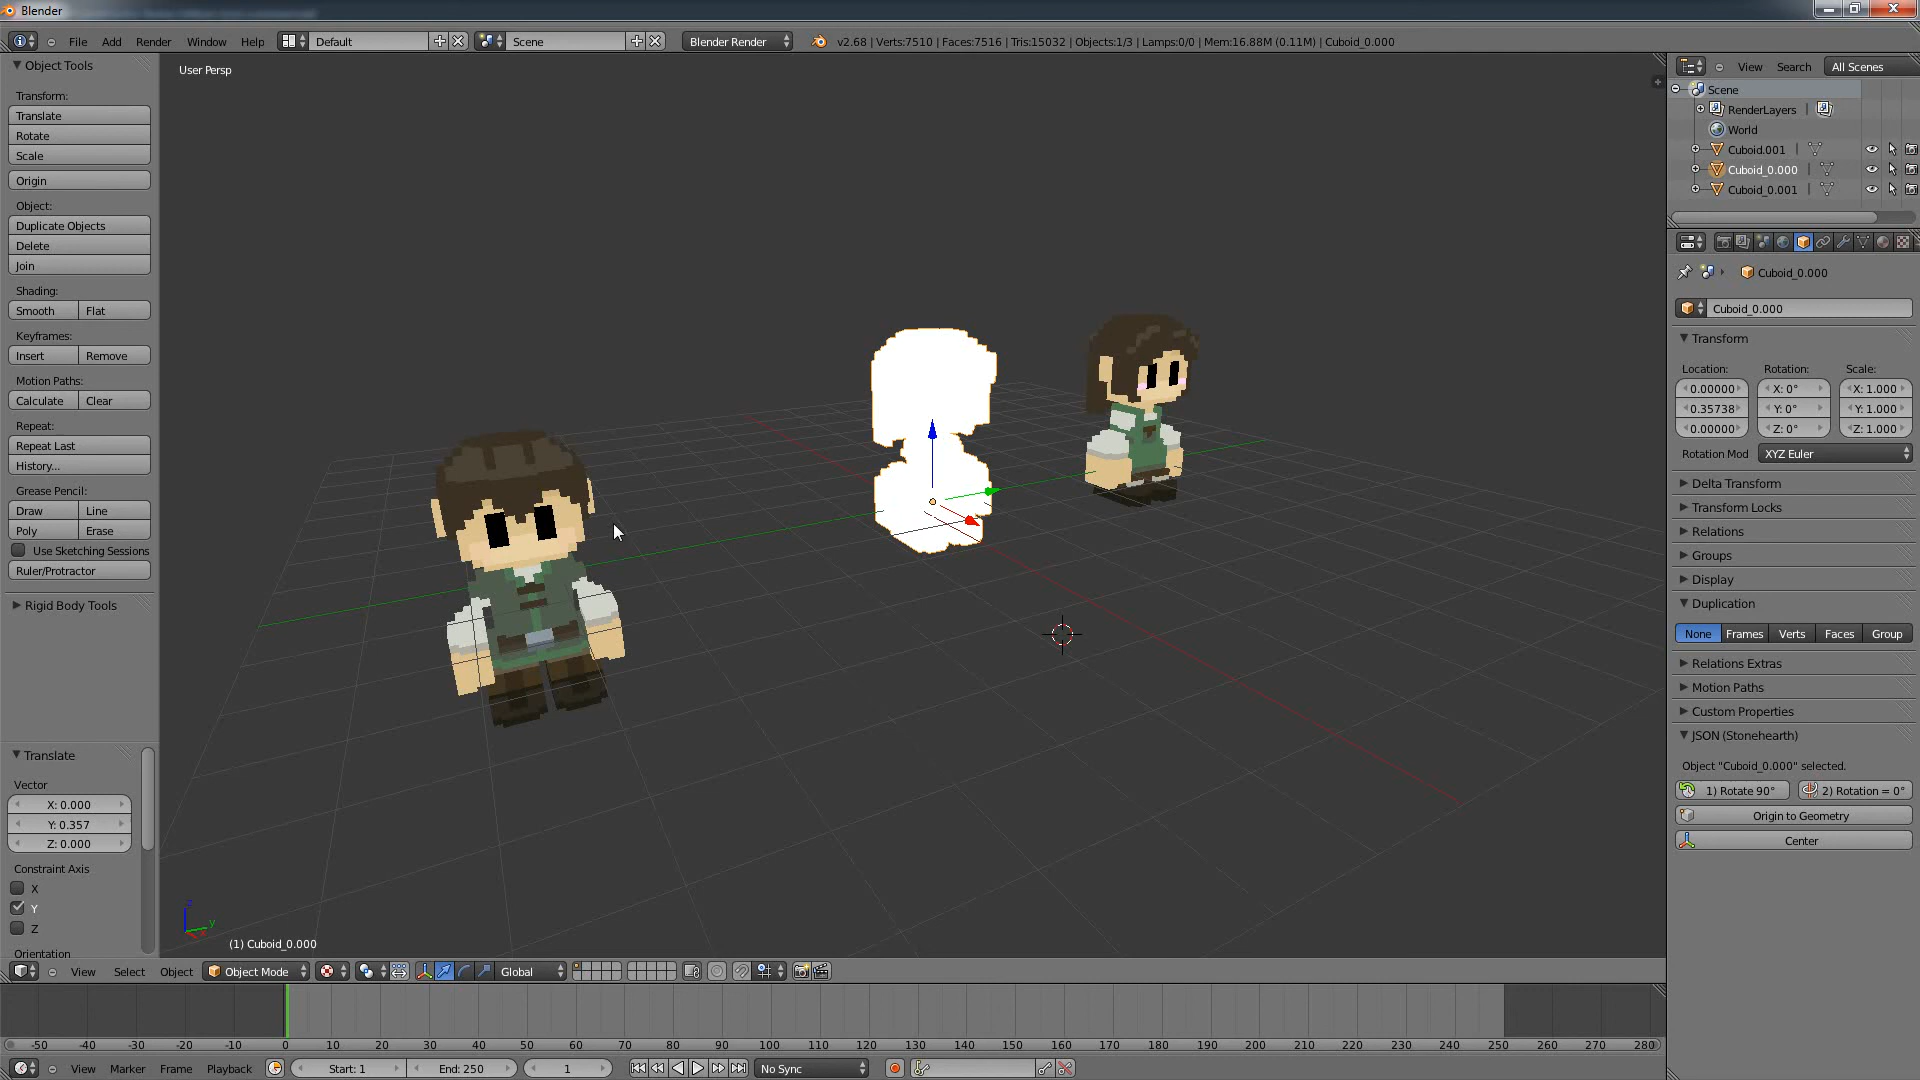 Blender
File Add Render Window Help Default Scene Blender Render v2.68 | Verts:7510 | Faces:7516 | Tris:15032 | Objects:1/3 | Lamps:0/0 | Mem:16.88M (0.11M) | Cuboid_0.000
Object Tools
Transform:
Translate
Rotate
Scale
Origin
Object:
Duplicate Objects
Delete
Join
Shading:
Smooth Flat
Keyframes:
Insert Remove
Motion Paths:
Calculate Clear
Repeat:
Repeat Last
History...
Grease Pencil:
Draw Line
Poly Erase
Use Sketching Sessions
Ruler/Protractor
Rigid Body Tools
Translate
Vector
X: 0.000
Y: 0.357
Z: 0.000
Constraint Axis
X
Y
Z
Orientation
User Persp
z
y
(1) Cuboid_0.000
View Select Object Object Mode Global
-50 -40 -30 -20 -10 0 10 20 30 40 50 60 70 80 90 100 110 120 130 140 150 160 170 180 190 200 210 220 230 240 250 260 270 280
View Marker Frame Playback Start: 1 End: 250 1 No Sync
View Search All Scenes
Scene
RenderLayers |
World
Cuboid.001 |
Cuboid_0.000 |
Cuboid_0.001 |
Cuboid_0.000
Cuboid_0.000
Transform
Location: Rotation: Scale:
0.00000 X: 0° X: 1.000
0.35738 Y: 0° Y: 1.000
0.00000 Z: 0° Z: 1.000
Rotation Mod XYZ Euler
Delta Transform
Transform Locks
Relations
Groups
Display
Duplication
None Frames Verts Faces Group
Relations Extras
Motion Paths
Custom Properties
JSON (Stonehearth)
Object "Cuboid_0.000" selected.
1) Rotate 90° 2) Rotation = 0°
Origin to Geometry
Center